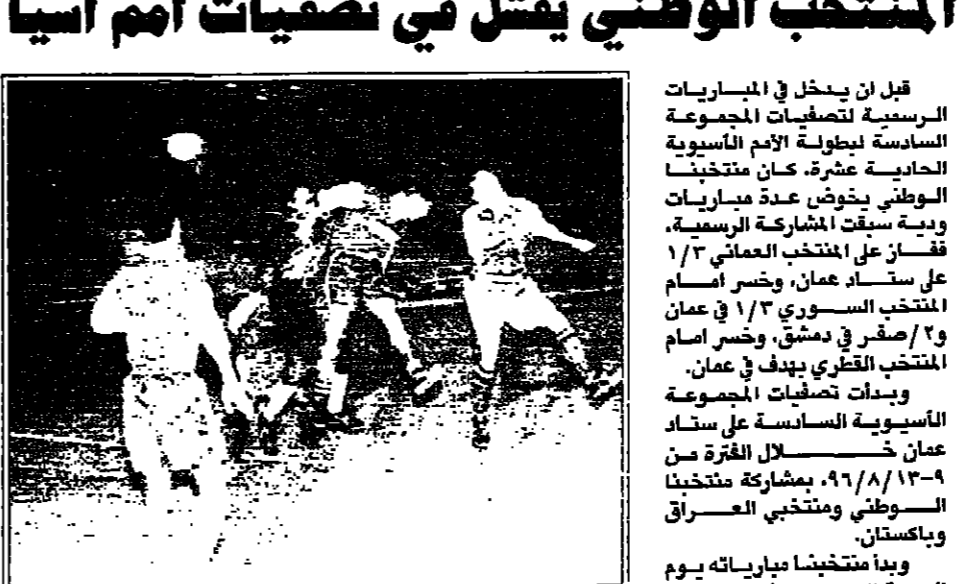 المنتخب الوطني يفشل في تصفيات أمم آسيا
قبل ان يدخل في المباريات
الرسمية لتصفيات المجموعة
السادسة لبطولة الأمم الآسيوية
الحادية عشرة، كان منتخبنا
الوطني يخوض عدة مباريات
ودية سبقت المشاركة الرسمية،
ففاز على المنتخب العماني ٣/١
على ستاد عمان، وخسر امام
المنتخب السوري ٣/١ في عمان
و٢/صفر في دمشق، وخسر امام
المنتخب القطري بهدف في عمان.
وبدأت تصفيات المجموعة
الآسيوية السادسة على ستاد
عمان خلال الفترة من
٩-١٣/٨/٩٦، بمشاركة منتخبنا
الوطني ومنتخبي العراق
وباكستان.
وبدأ منتخبنا مبارياته يوم